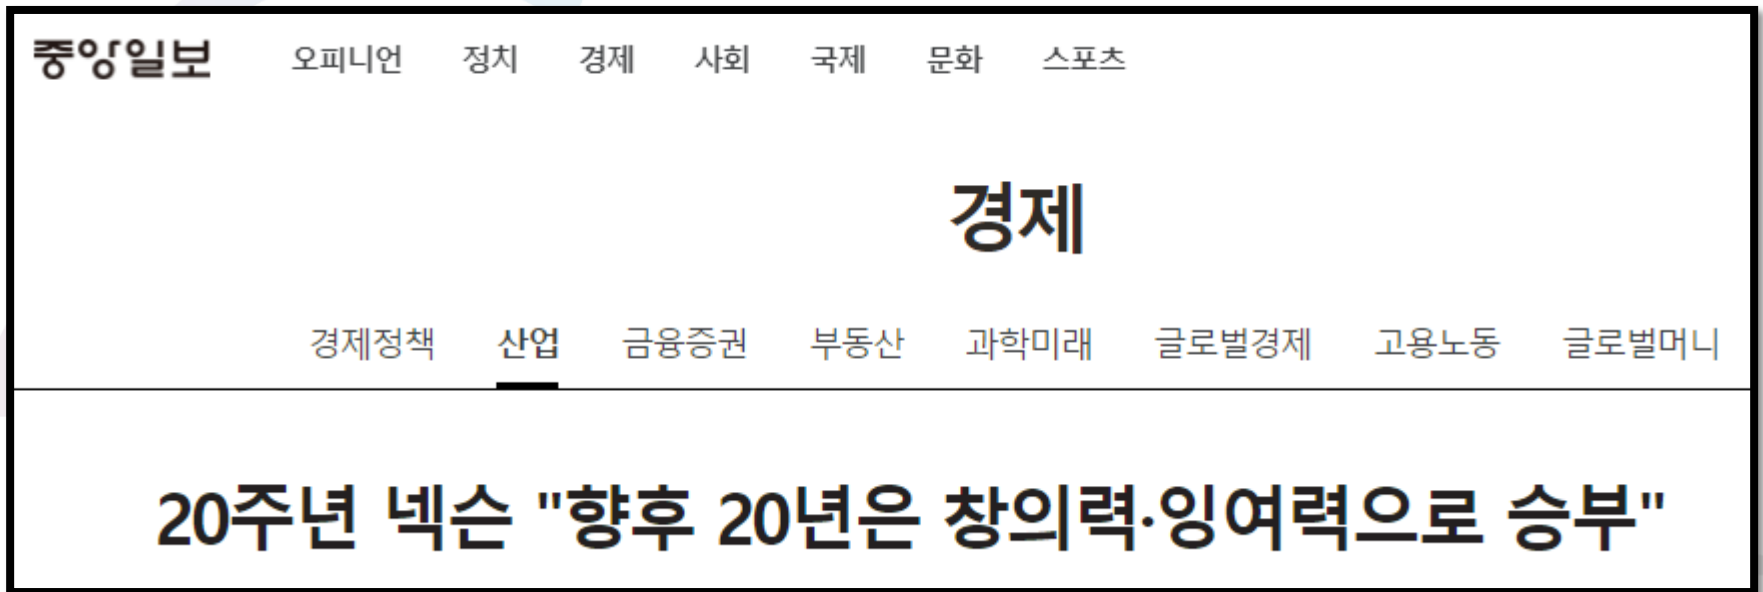 중앙일보 오피니언 정치 경제 사회 국제 문화 스포츠
경제
경제정책 산업 금융증권 부동산 과학미래 글로벌경제 고용노동 글로벌머니
20주년 넥슨 "향후 20년은 창의력·잉여력으로 승부"